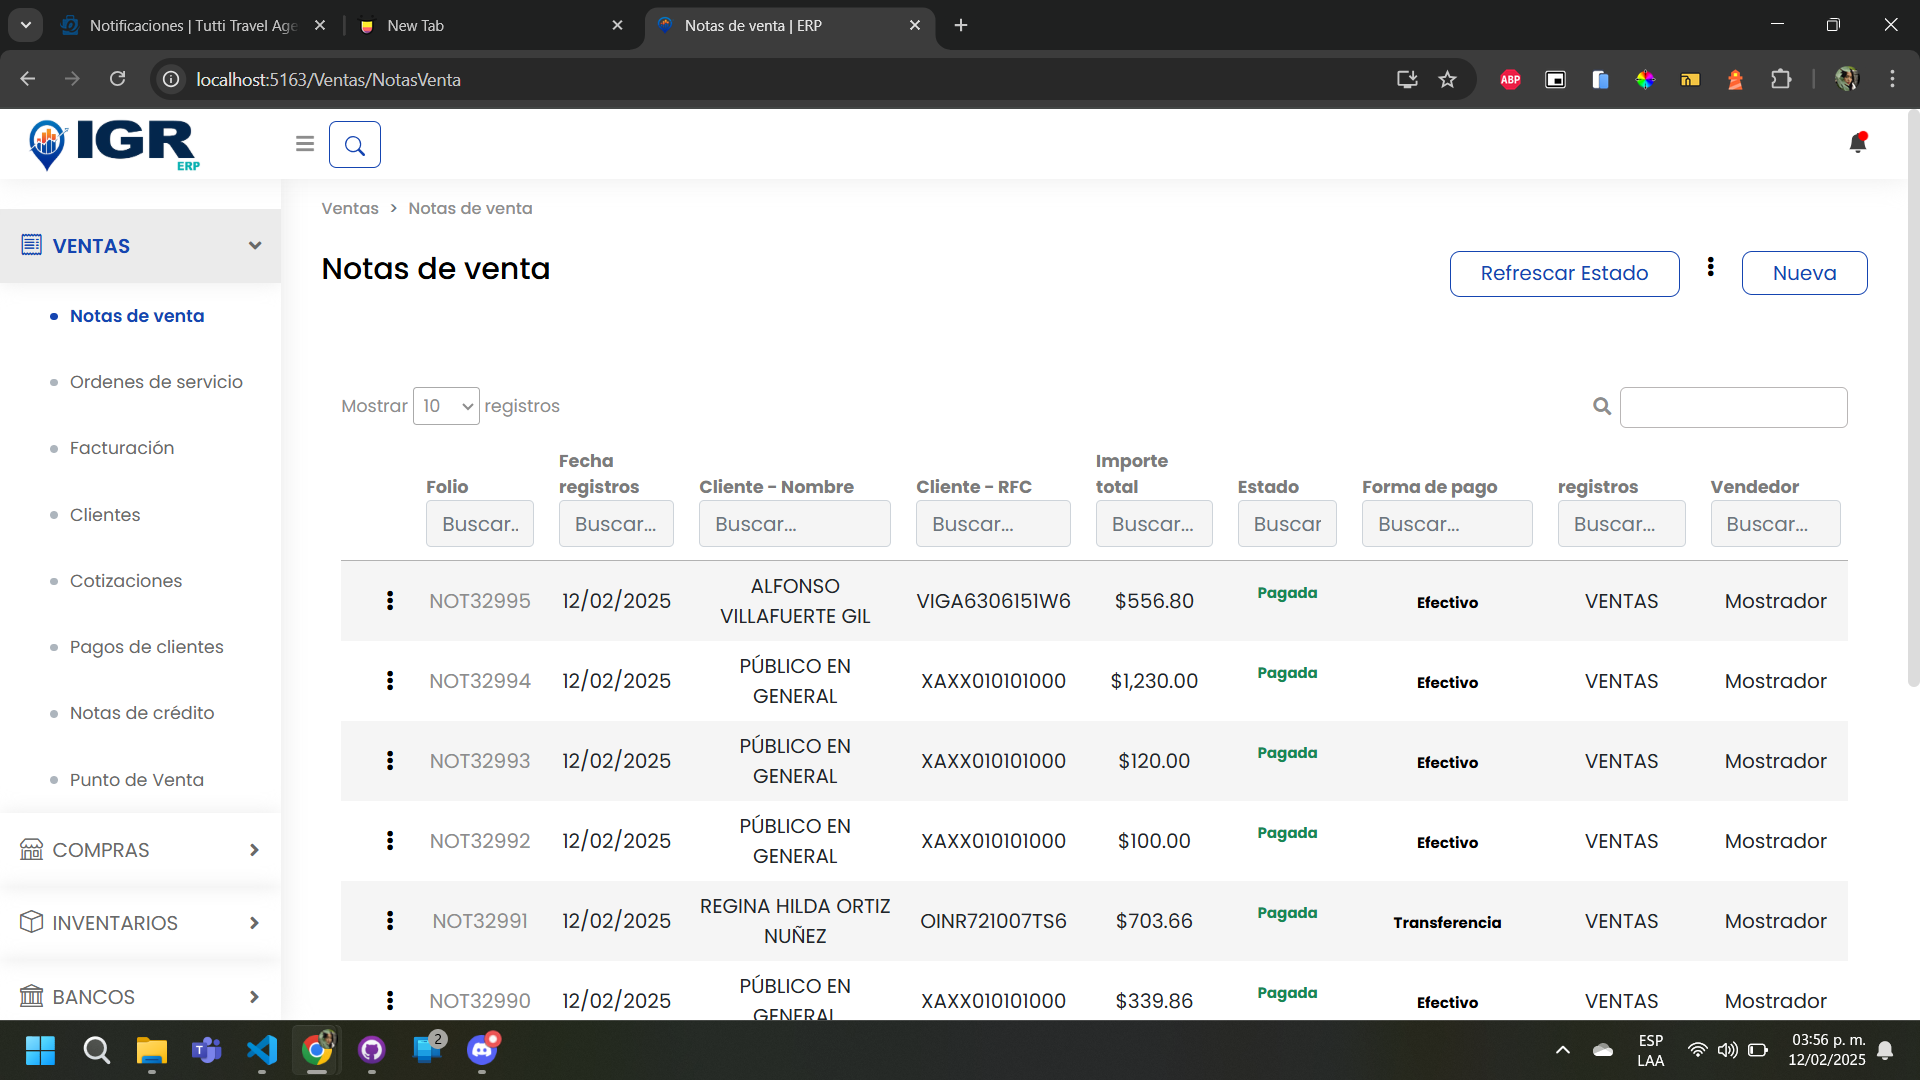 Notificaciones | Tutti Travel Age
New Tab
Notas de venta | ERP
localhost:5163/Ventas/NotasVenta
ABP
IGR
ERP
Ventas > Notas de venta
VENTAS
Notas de venta
Refrescar Estado
Nueva
Notas de venta
Ordenes de servicio
Facturación
Clientes
Cotizaciones
Pagos de clientes
Notas de crédito
Punto de Venta
COMPRAS
INVENTARIOS
BANCOS
Mostrar 10 registros
Folio
Fecha registros
Cliente - Nombre
Cliente - RFC
Importe total
Estado
Forma de pago
registros
Vendedor
Buscar.. Buscar... Buscar... Buscar... Buscar... Buscar Buscar... Buscar... Buscar...
NOT32995 12/02/2025 ALFONSO VILLAFUERTE GIL VIGA6306151W6 $556.80 Pagada Efectivo VENTAS Mostrador
NOT32994 12/02/2025 PÚBLICO EN GENERAL XAXX010101000 $1,230.00 Pagada Efectivo VENTAS Mostrador
NOT32993 12/02/2025 PÚBLICO EN GENERAL XAXX010101000 $120.00 Pagada Efectivo VENTAS Mostrador
NOT32992 12/02/2025 PÚBLICO EN GENERAL XAXX010101000 $100.00 Pagada Efectivo VENTAS Mostrador
NOT32991 12/02/2025 REGINA HILDA ORTIZ NUÑEZ OINR721007TS6 $703.66 Pagada Transferencia VENTAS Mostrador
NOT32990 12/02/2025 PÚBLICO EN GENERAL XAXX010101000 $339.86 Pagada Efectivo VENTAS Mostrador
2
ESP
LAA
03:56 p. m.
12/02/2025